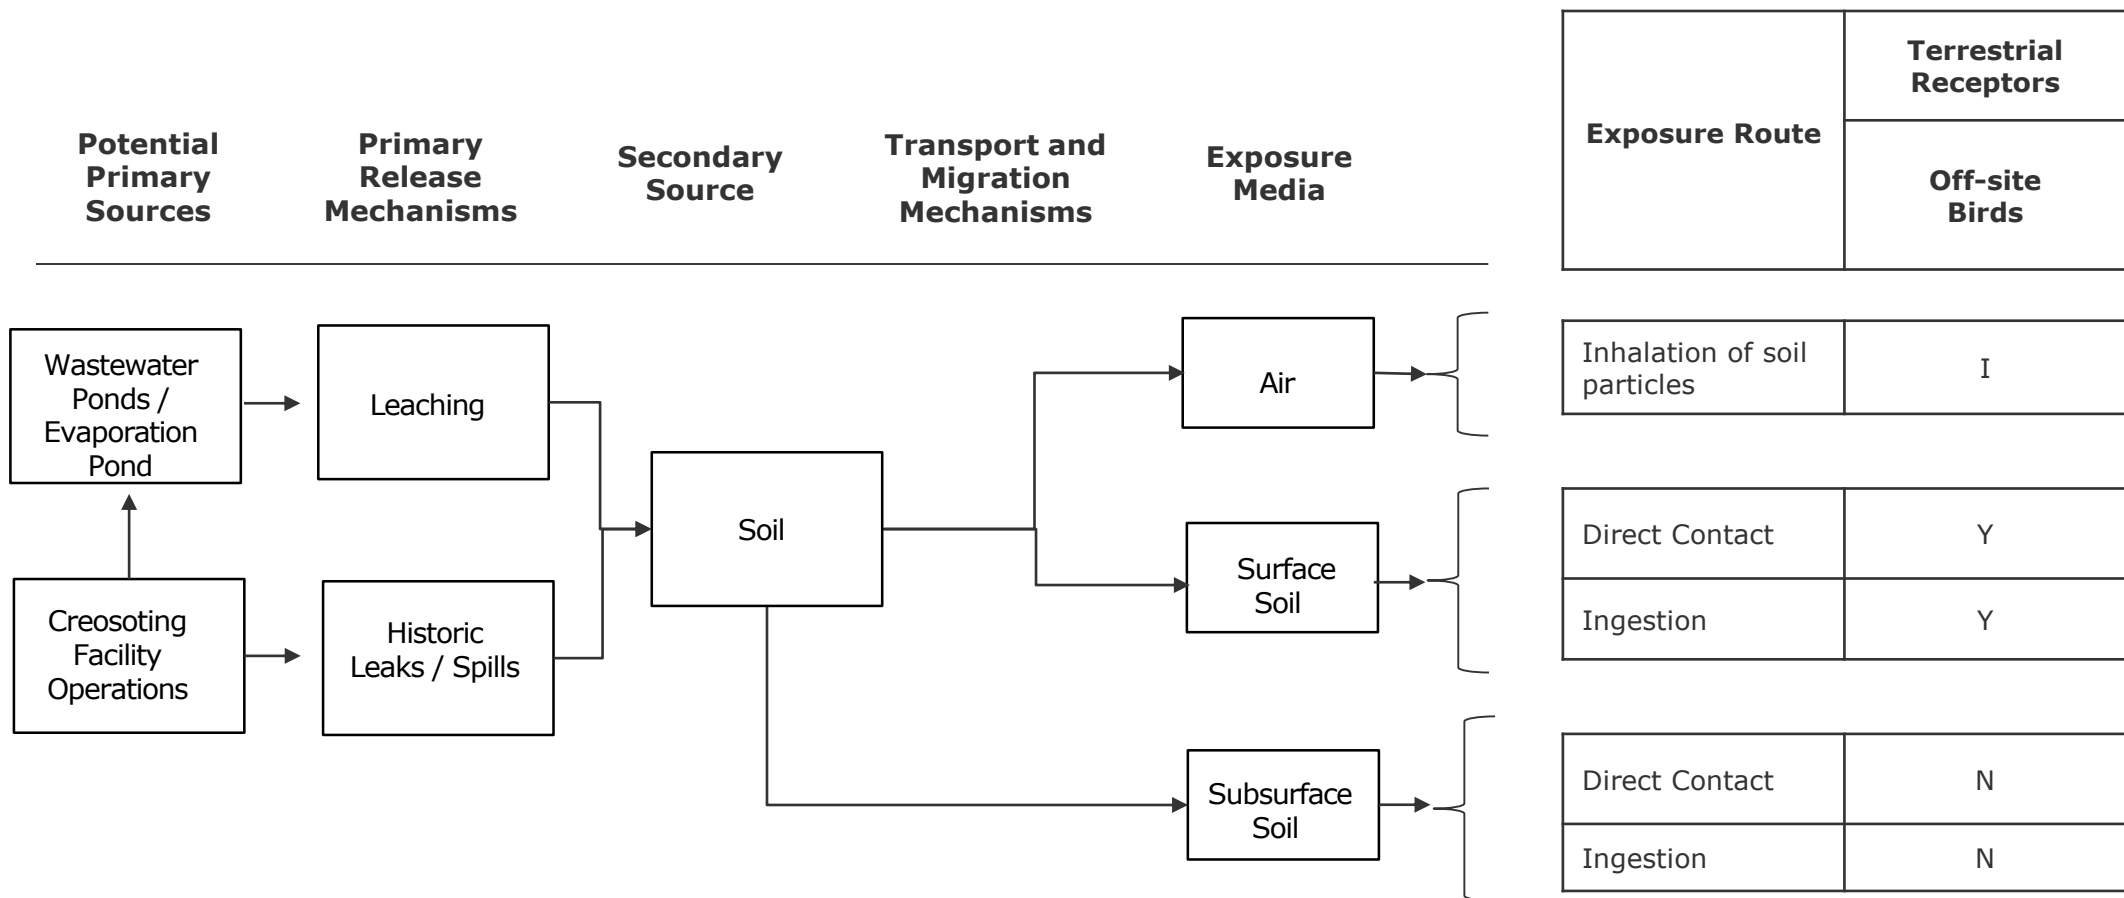 Potential
Primary
Sources
Primary
Release
Mechanisms
Secondary
Source
Transport and
Migration
Mechanisms
Exposure
Media
Exposure Route
Terrestrial
Receptors
Off-site
Birds
Wastewater
Ponds /
Evaporation
Pond
Leaching
Creosoting
Facility
Operations
Historic
Leaks / Spills
Soil
Air
Inhalation of soil
particles
I
Surface
Soil
Direct Contact
Y
Ingestion
Y
Subsurface
Soil
Direct Contact
N
Ingestion
N